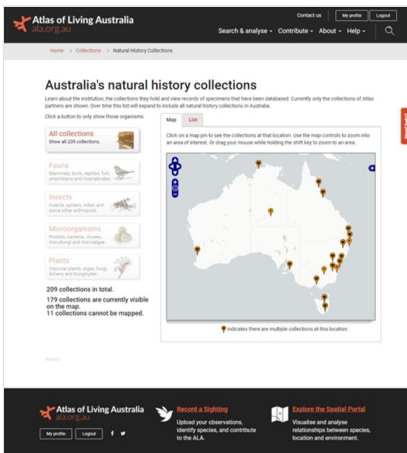 Atlas of Living Australia
ala.org.au
Contact us
My profile
Logout
Search & analyse
Contribute
About
Help
Home > Collections > Natural History Collections
Australia's natural history collections
Learn about the institution, the collections they hold and view records of specimens that have been databased. Currently only the collections of Atlas
partners are shown. Over time this list will expand to include all natural history collections in Australia.
Click a button to only show those organisms.
Map
List
All collections
Show all 209 collections.
Click on a map pin to see the collections at that location. Use the map controls to zoom into
an area of interest. Or drag your mouse while holding the shift key to zoom to an area.
Fauna
Mammals, birds, reptiles, fish,
amphibians and invertebrates.
Insects
Insects, spiders, mites and
some other arthropods.
Microorganisms
Protists, bacteria, viruses,
microfungi and microalgae.
Plants
Vascular plants, algae, fungi,
lichens and bryophytes.
209 collections in total.
179 collections are currently visible
on the map.
11 collections cannot be mapped.
indicates there are multiple collections at this location.
Atlas of Living Australia
ala.org.au
My profile
Logout
Record a Sighting
Upload your observations,
identify species, and contribute
to the ALA.
Explore the Spatial Portal
Visualise and analyse
relationships between species,
location and environment.